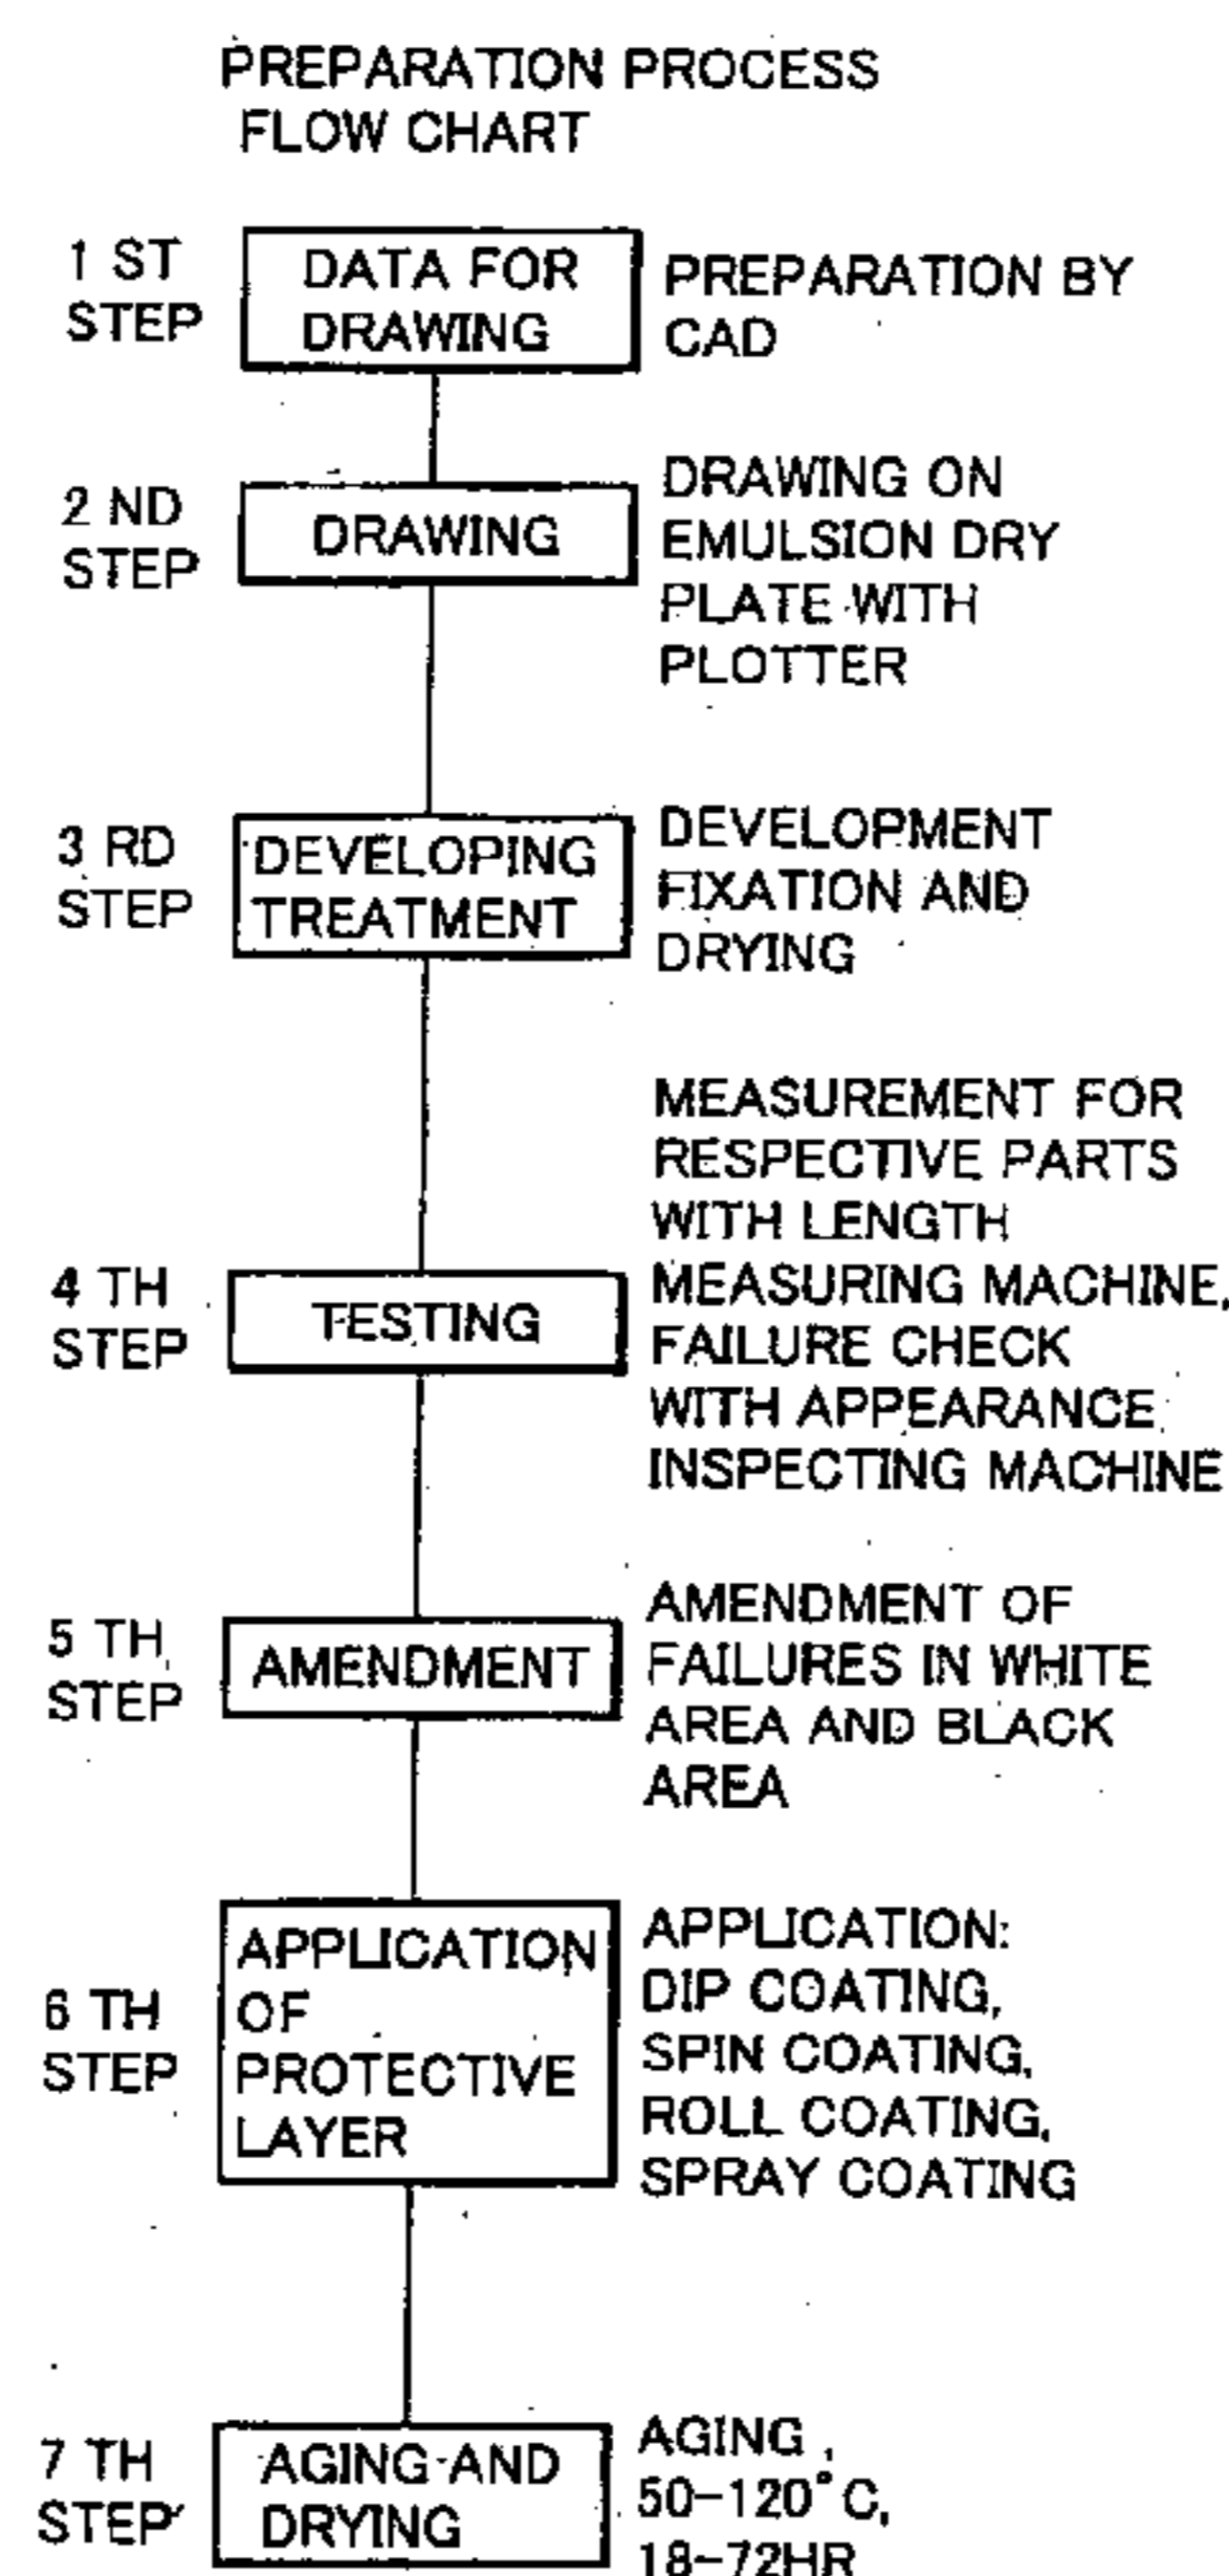 PREPARATION PROCESS
FLOW CHART
1 ST
STEP
DATA FOR
DRAWING
PREPARATION BY
CAD
2 ND
STEP
DRAWING
DRAWING ON
EMULSION DRY
PLATE WITH
PLOTTER
3 RD
STEP
DEVELOPING
TREATMENT
DEVELOPMENT
FIXATION AND
DRYING
4 TH
STEP
TESTING
MEASUREMENT FOR
RESPECTIVE PARTS
WITH LENGTH
MEASURING MACHINE,
FAILURE CHECK
WITH APPEARANCE
INSPECTING MACHINE
5 TH
STEP
AMENDMENT
AMENDMENT OF
FAILURES IN WHITE
AREA AND BLACK
AREA
6 TH
STEP
APPLICATION
OF
PROTECTIVE
LAYER
APPLICATION:
DIP COATING,
SPIN COATING,
ROLL COATING,
SPRAY COATING
7 TH
STEP
AGING AND
DRYING
AGING ,
50-120°C,
18-72HR